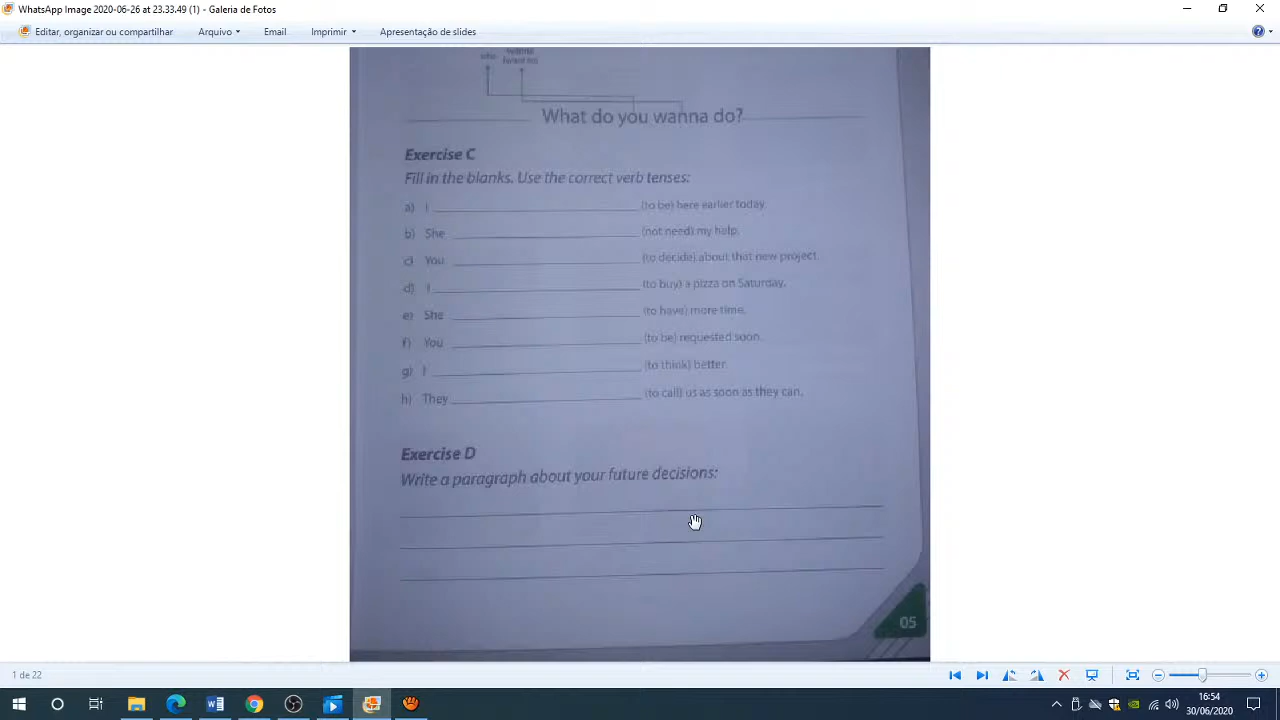 WhatsApp Image 2020-06-26 at 23.33.49 (1) - Galeria de Fotos
Editar, organizar ou compartilhar Arquivo Email Imprimir Apresentação de slides
What do you wanna do?
Exercise C
Fill in the blanks. Use the correct verb tenses:
a) I (to be) here earlier today.
b) She (not need) my help.
c) You (to decide) about that new project.
d) I (to buy) a pizza on Saturday.
e) She (to have) more time.
f) You (to be) requested soon.
g) I (to think) better.
h) They (to call) us as soon as they can.
Exercise D
Write a paragraph about your future decisions:
05
1 de 22
16:54
30/06/2020